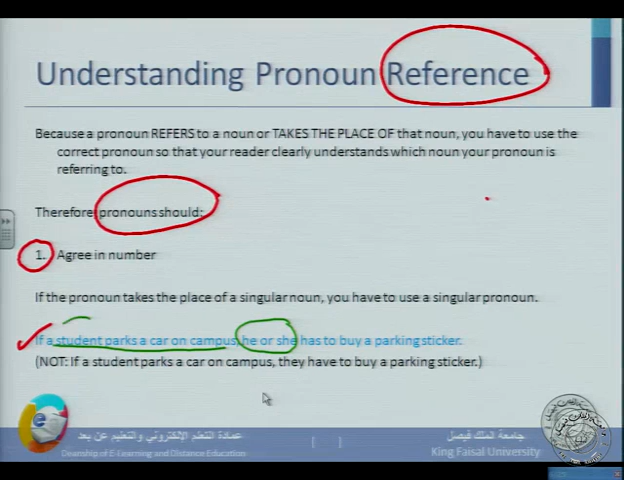 Understanding Pronoun Reference
Because a pronoun REFERS to a noun or TAKES THE PLACE OF that noun, you have to use the
correct pronoun so that your reader clearly understands which noun your pronoun is
referring to.
Therefore pronouns should:
1. Agree in number
If the pronoun takes the place of a singular noun, you have to use a singular pronoun.
If a student parks a car on campus, he or she has to buy a parking sticker.
(NOT: If a student parks a car on campus, they have to buy a parking sticker.)
عمادة التعلم الإلكتروني والتعليم عن بعد
جامعة الملك فيصل
Deanship of E-Learning and Distance Education
[ ]
King Faisal University